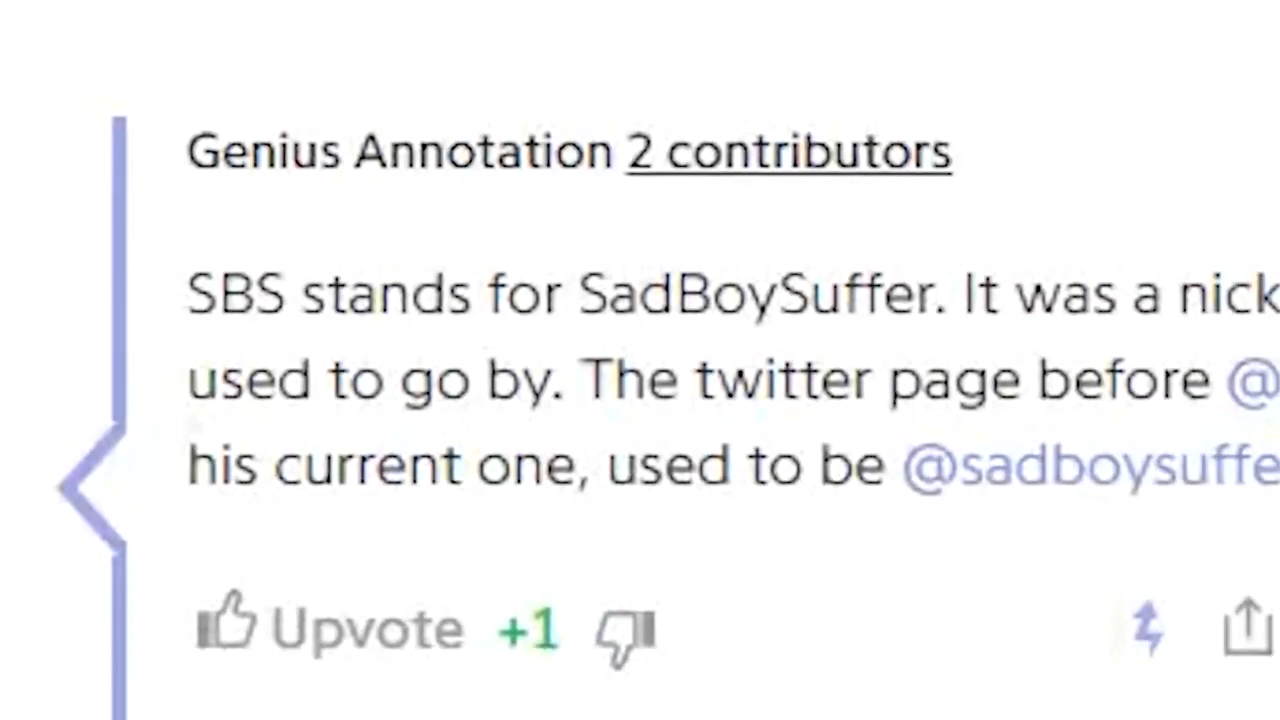 Genius Annotation 2 contributors
SBS stands for SadBoySuffer. It was a nick
used to go by. The twitter page before @
his current one, used to be @sadboysuffe
Upvote +1